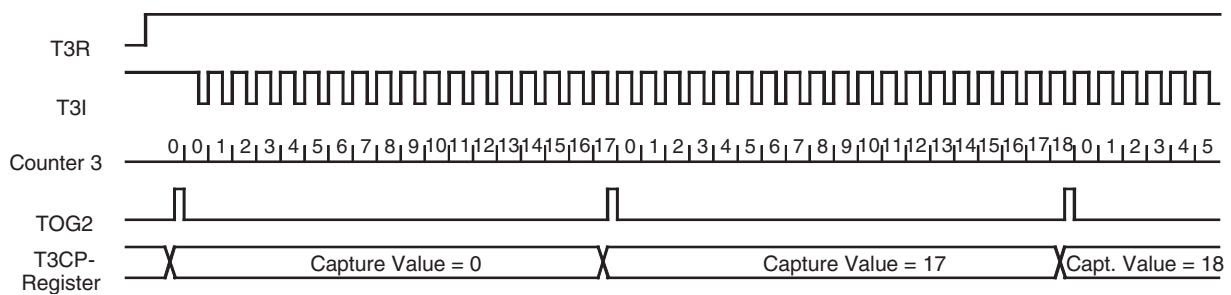 T3R
T3I
Counter 3
0 0 1 2 3 4 5 6 7 8 9 10 11 12 13 14 15 16 17 0 1 2 3 4 5 6 7 8 9 10 11 12 13 14 15 16 17 18 0 1 2 3 4 5
TOG2
T3CP-
Register
Capture Value = 0
Capture Value = 17
Capt. Value = 18